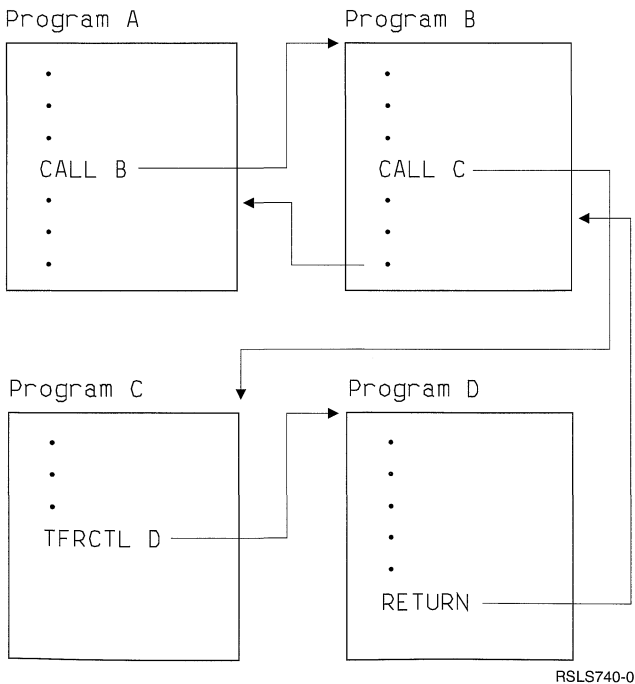 Program A
Program B
CALL B
CALL C
Program C
Program D
TFRCTL D
RETURN
RSLS740-0